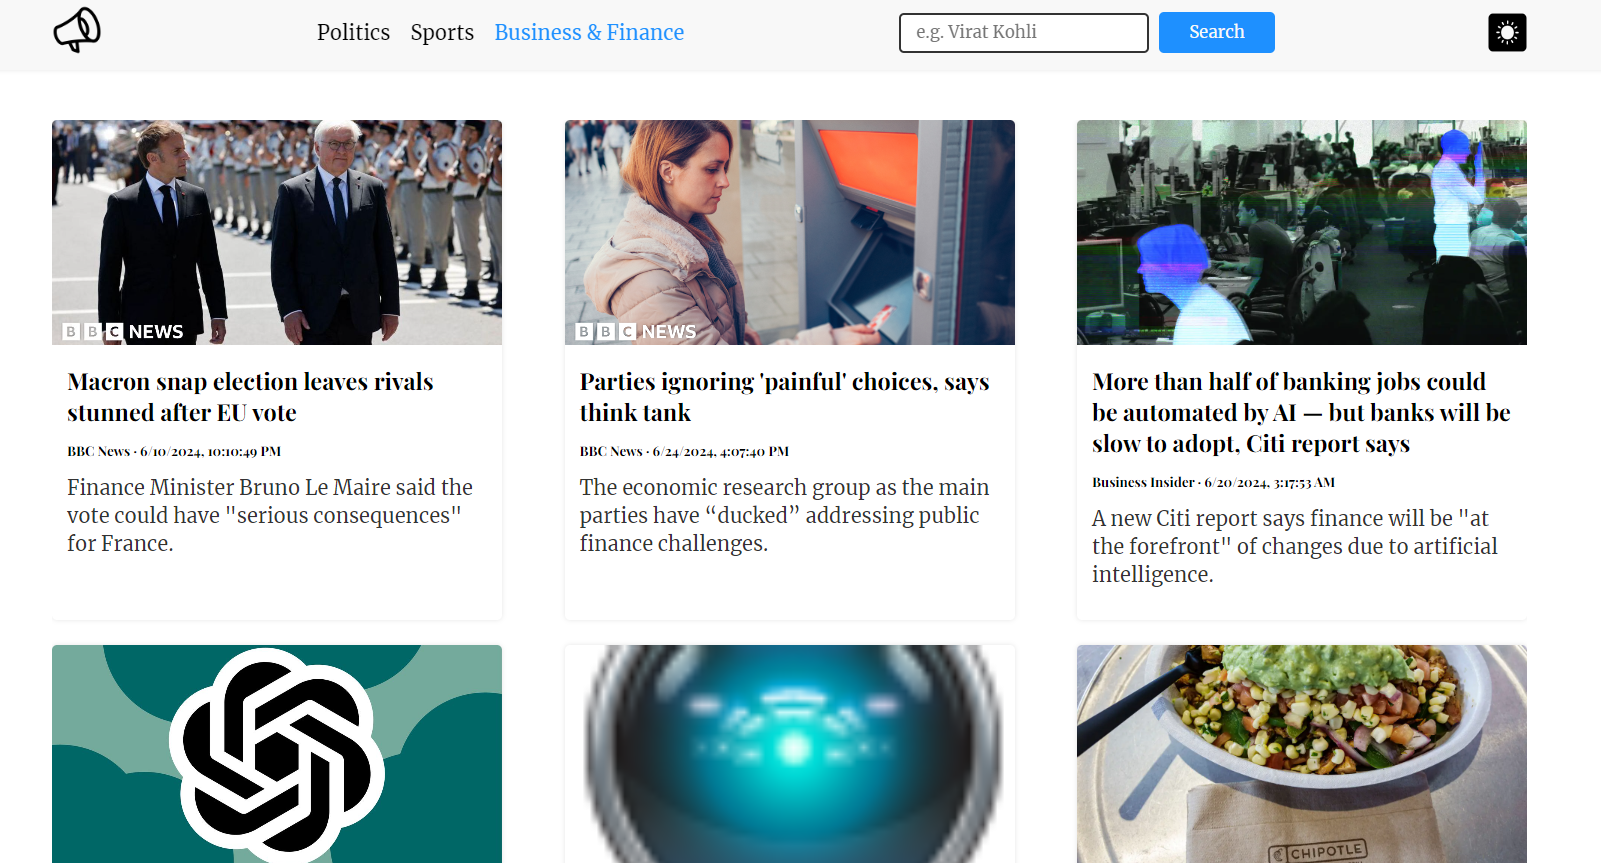 Politics Sports Business & Finance e.g. Virat Kohli Search
BBC NEWS
BBC NEWS
Macron snap election leaves rivals
stunned after EU vote
BBC News · 6/10/2024, 10:10:49 PM
Finance Minister Bruno Le Maire said the
vote could have "serious consequences"
for France.
Parties ignoring 'painful' choices, says
think tank
BBC News · 6/24/2024, 4:07:40 PM
The economic research group as the main
parties have “ducked” addressing public
finance challenges.
More than half of banking jobs could
be automated by AI — but banks will be
slow to adopt, Citi report says
Business Insider · 6/20/2024, 3:17:53 AM
A new Citi report says finance will be "at
the forefront" of changes due to artificial
intelligence.
CHIPOTLE